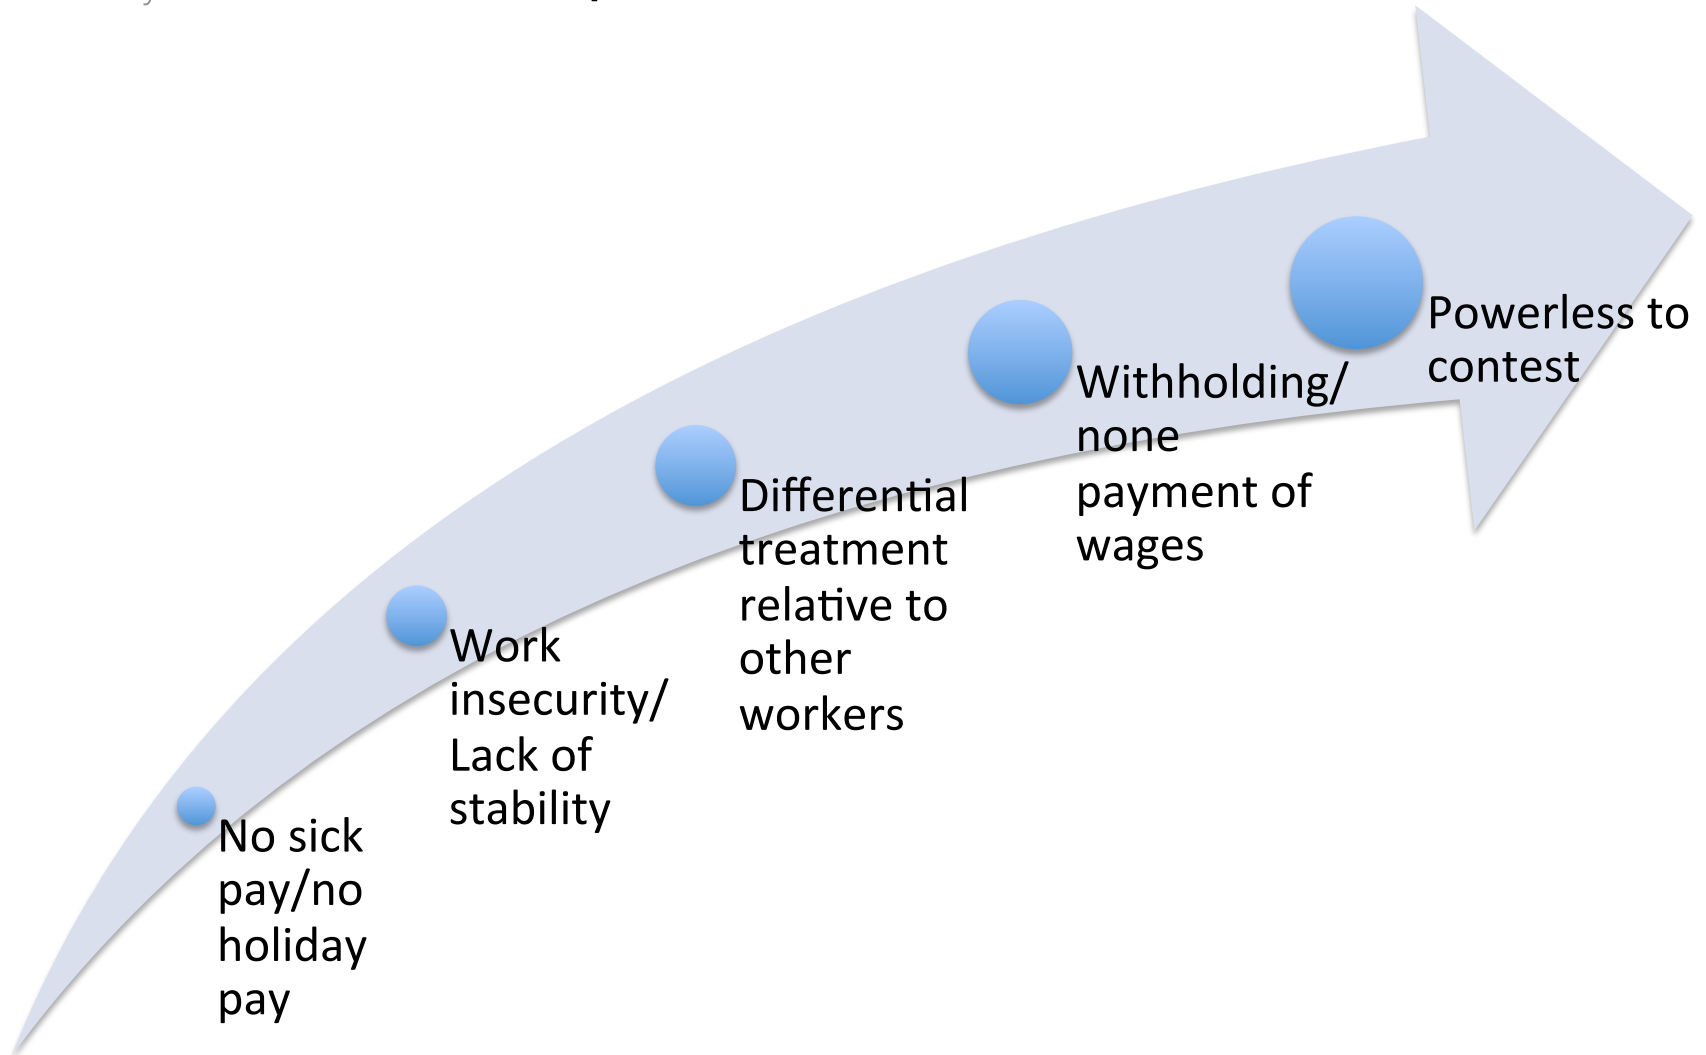 No sick
pay/no
holiday
pay
Work
insecurity/
Lack of
stability
Differential
treatment
relative to
other
workers
Withholding/
none
payment of
wages
Powerless to
contest